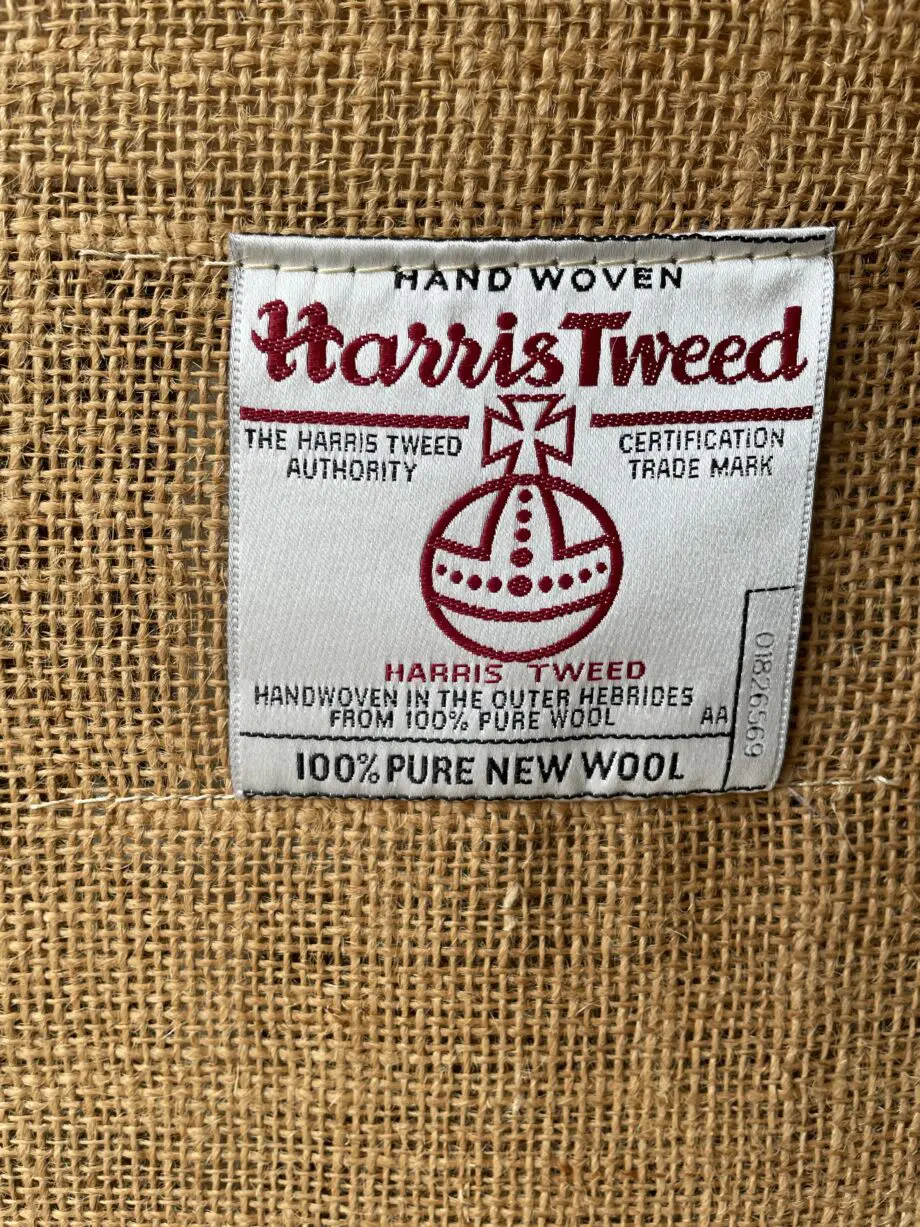 HAND WOVEN
Harris Tweed
THE HARRIS TWEED
AUTHORITY
CERTIFICATION
TRADE MARK
HARRIS TWEED
HANDWOVEN IN THE OUTER HEBRIDES
FROM 100% PURE WOOL
AA
01826569
100% PURE NEW WOOL